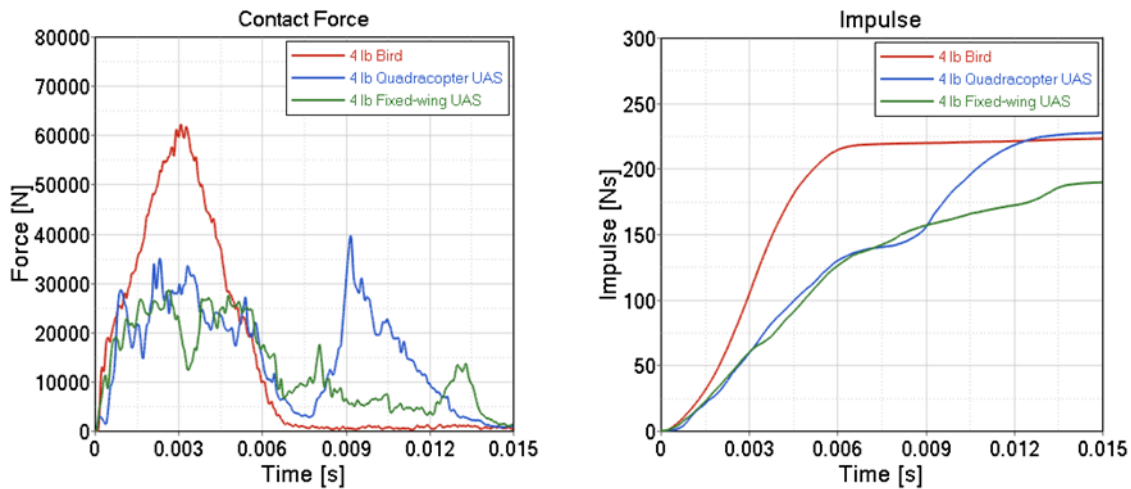 Contact Force
80000
70000
60000
50000
40000
30000
20000
10000
0
Force [N]
4 lb Bird
4 lb Quadracopter UAS
4 lb Fixed-wing UAS
0 0.003 0.006 0.009 0.012 0.015
Time [s]
Impulse
300
250
200
150
100
50
0
Impulse [Ns]
4 lb Bird
4 lb Quadracopter UAS
4 lb Fixed-wing UAS
0 0.003 0.006 0.009 0.012 0.015
Time [s]